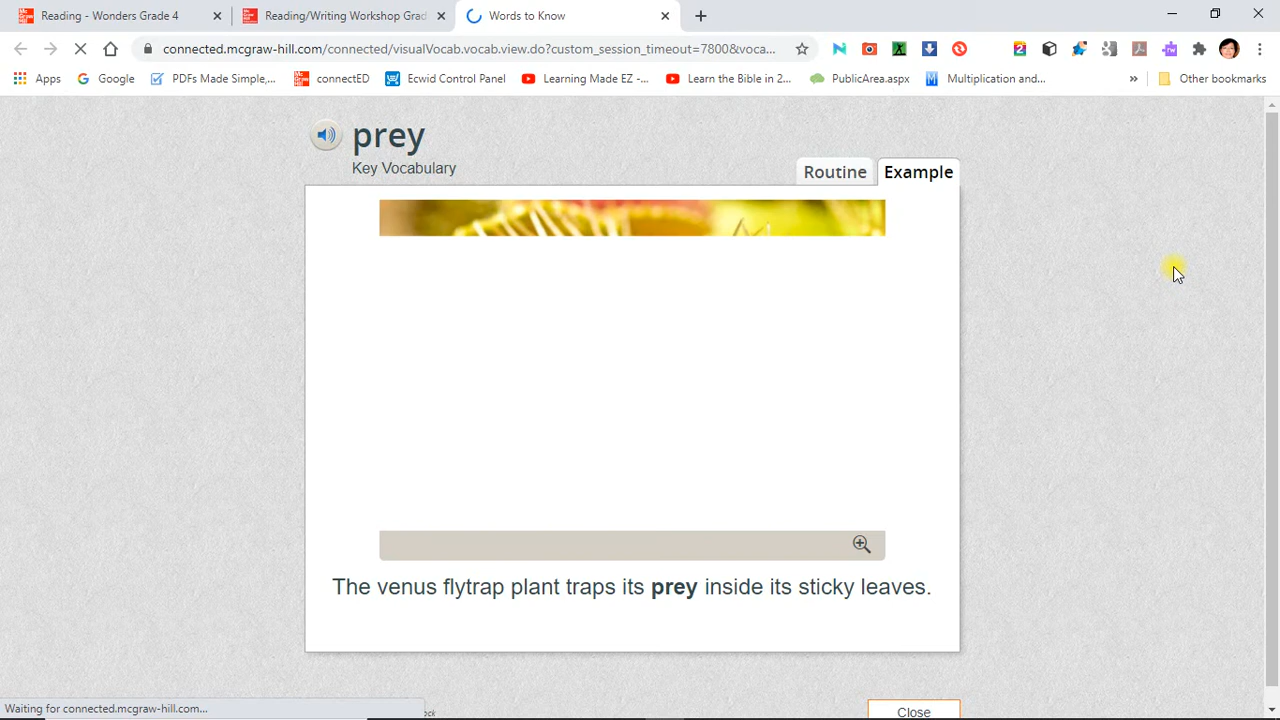 Reading - Wonders Grade 4
Reading/Writing Workshop Grad
Words to Know
connected.mcgraw-hill.com/connected/visualVocab.vocab.view.do?custom_session_timeout=7800&voca...
Apps
Google
PDFs Made Simple,...
connectED
Ecwid Control Panel
Learning Made EZ -...
Learn the Bible in 2...
PublicArea.aspx
Multiplication and...
»
Other bookmarks
prey
Key Vocabulary
Routine
Example
The venus flytrap plant traps its prey inside its sticky leaves.
Waiting for connected.mcgraw-hill.com...
Close